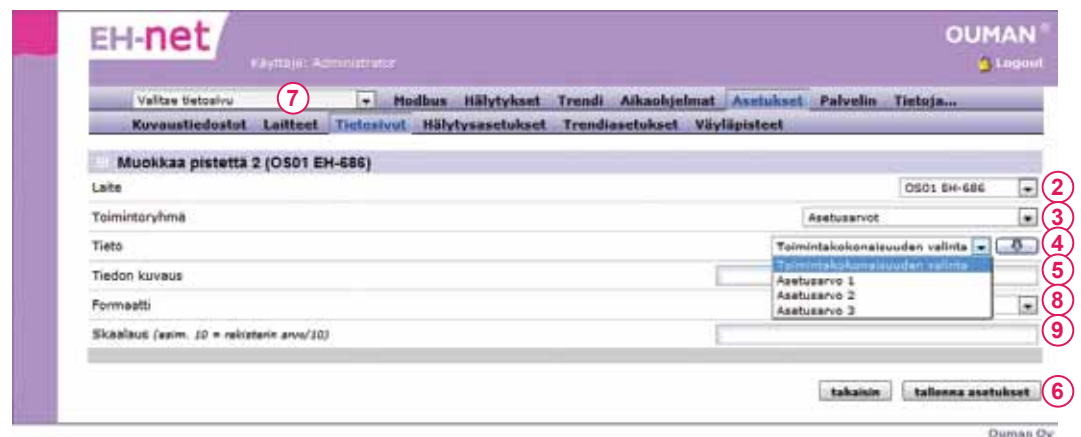 EH-net
OUMAN
Käyttäjä: Administrator
Logout
Valitse tietosivu
7
Modbus Hälytykset Trendi Aikaohjelmat Asetukset Palvelin Tietoja...
Kuvaustiedostot Laitteet Tietosivut Hälytysasetukset Trendiasetukset Väyläpisteet
Muokkaa pistettä 2 (OS01 EH-686)
Laite OS01 EH-686 2
Toimintoryhmä Asetusarvot 3
Tieto Toimintakokonaisuuden valinta 4
Toimintakokonaisuuden valinta
Tiedon kuvaus 5
Asetusarvo 1
Asetusarvo 2
Formaatti 8
Asetusarvo 3
Skaalaus (esim. 10 = rekisterin arvo/10) 9
takaisin tallenna asetukset 6
Ouman Oy